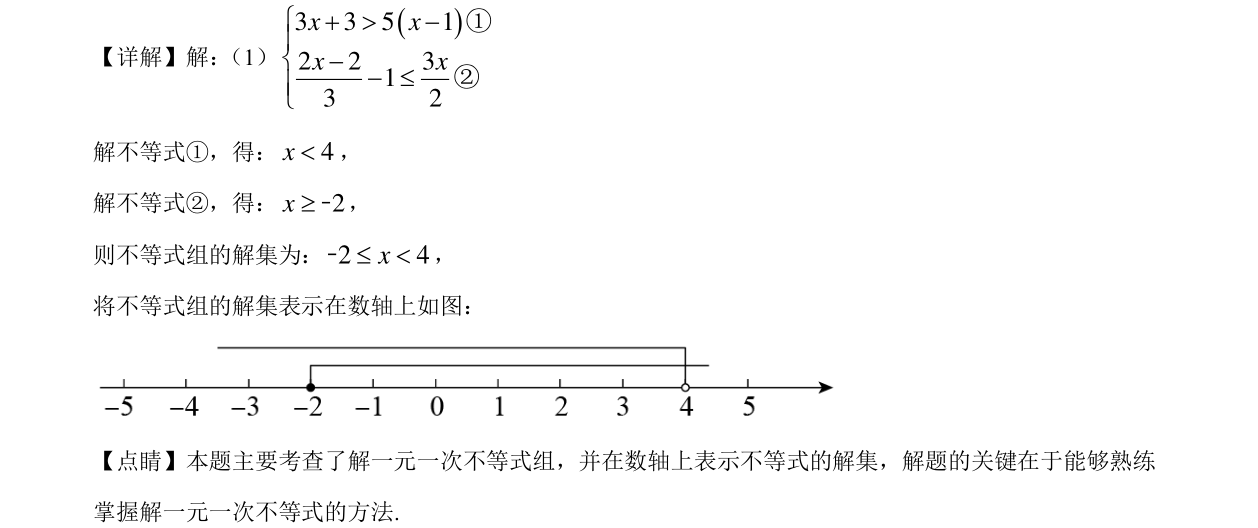 【详解】解：（1）{3x+3>5(x−1)① (2x−2)/3−1≤3x/2②
解不等式①，得：x<4，
解不等式②，得：x≥-2，
则不等式组的解集为：-2≤x<4，
将不等式组的解集表示在数轴上如图：
−5 −4 −3 −2 −1 0 1 2 3 4 5
【点睛】本题主要考查了解一元一次不等式组，并在数轴上表示不等式的解集，解题的关键在于能够熟练
掌握解一元一次不等式的方法.